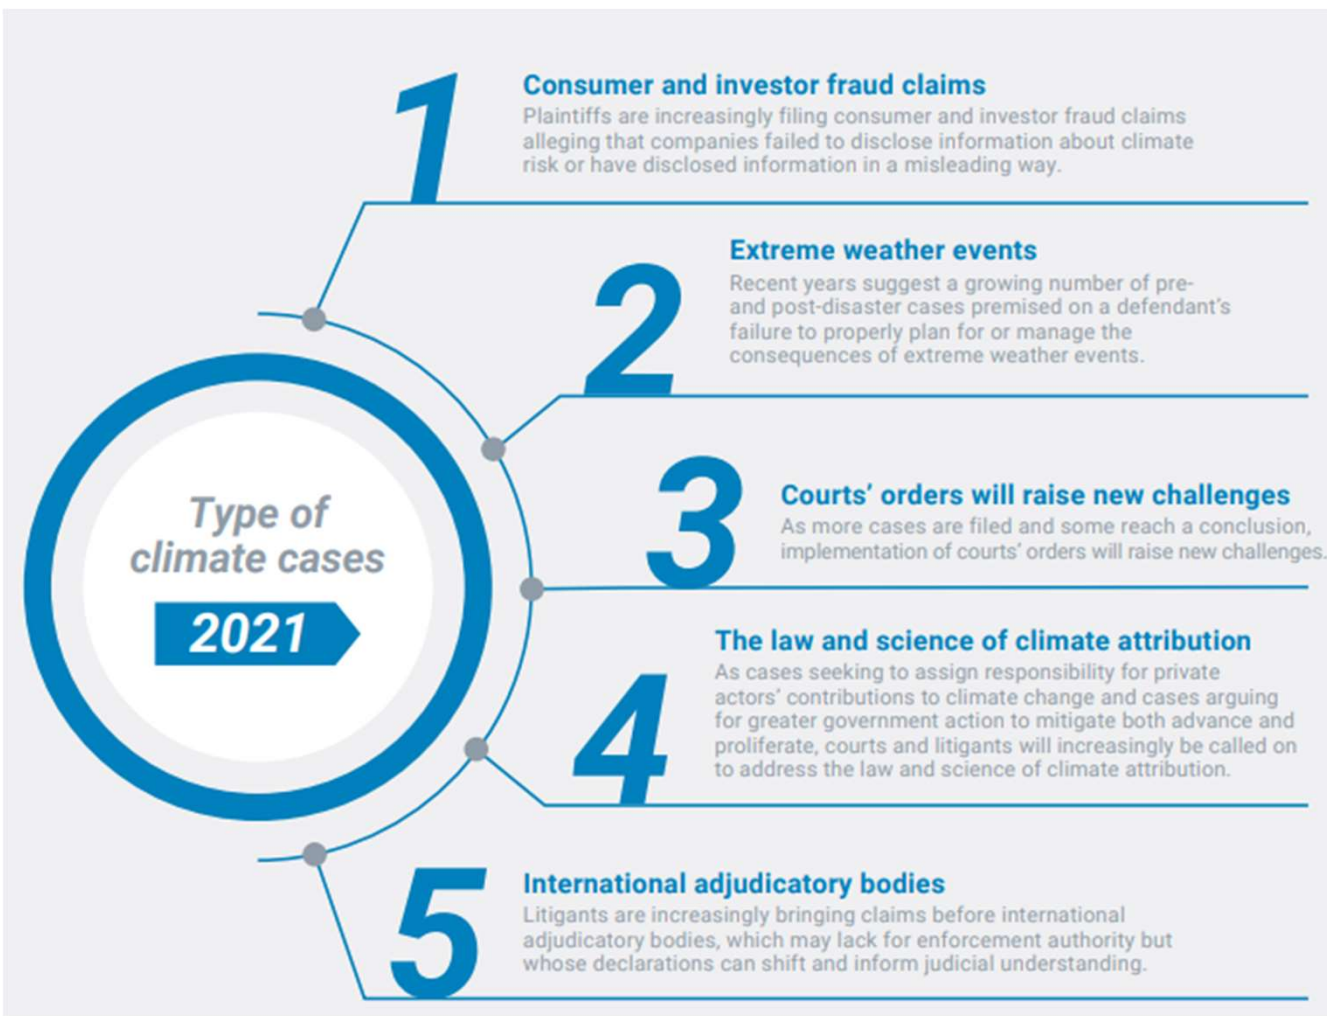 1
Consumer and investor fraud claims
Plaintiffs are increasingly filing consumer and investor fraud claims
alleging that companies failed to disclose information about climate
risk or have disclosed information in a misleading way.
2
Extreme weather events
Recent years suggest a growing number of pre-
and post-disaster cases premised on a defendant's
failure to properly plan for or manage the
consequences of extreme weather events.
Type of
climate cases
2021
3
Courts' orders will raise new challenges
As more cases are filed and some reach a conclusion,
implementation of courts' orders will raise new challenges.
4
The law and science of climate attribution
As cases seeking to assign responsibility for private
actors' contributions to climate change and cases arguing
for greater government action to mitigate both advance and
proliferate, courts and litigants will increasingly be called on
to address the law and science of climate attribution.
5
International adjudicatory bodies
Litigants are increasingly bringing claims before international
adjudicatory bodies, which may lack for enforcement authority but
whose declarations can shift and inform judicial understanding.